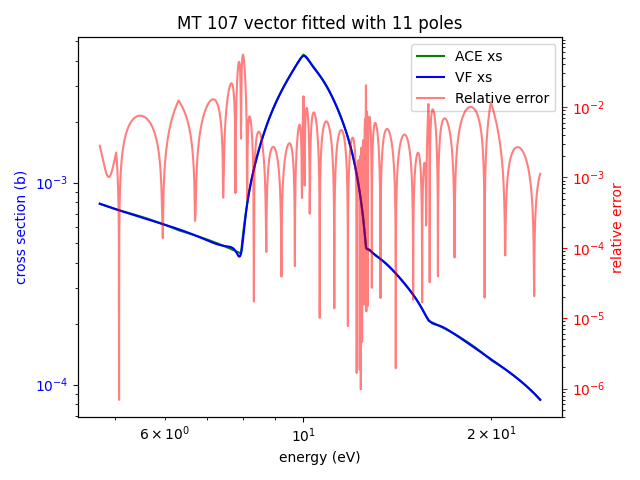 MT 107 vector fitted with 11 poles
ACE xs
VF xs
Relative error
cross section (b)
10⁻³
10⁻⁴
10⁻²
10⁻³
10⁻⁴
10⁻⁵
10⁻⁶
relative error
6 × 10⁰
10¹
2 × 10¹
energy (eV)